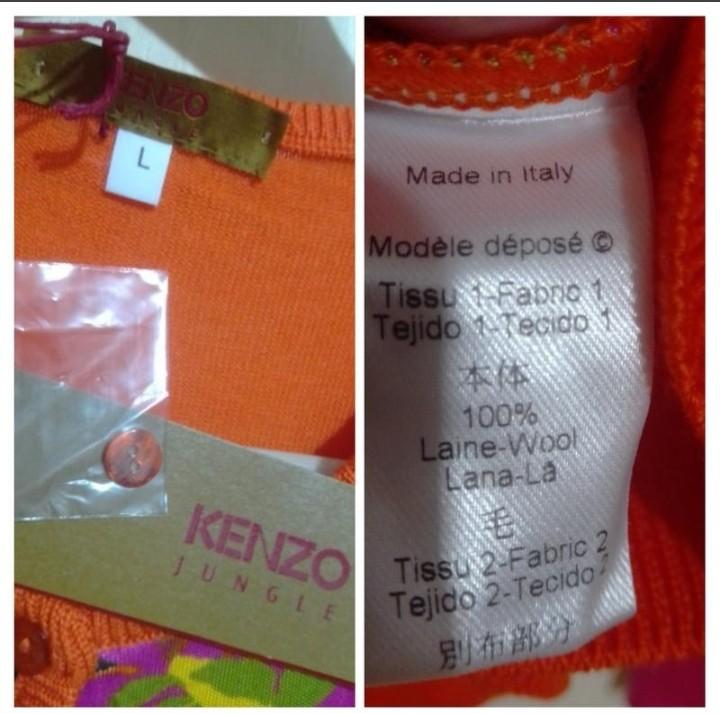 KENZO
JUNGLE
L
KENZO
JUNGLE
Made in Italy
Modèle déposé ©
Tissu 1-Fabric 1
Tejido 1-Tecido 1
本体
100%
Laine-Wool
Lana-Lã
毛
Tissu 2-Fabric 2
Tejido 2-Tecido 2
別布部分